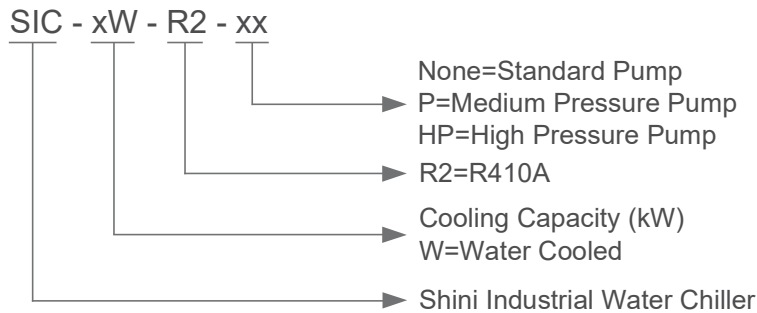 SIC - xW - R2 - xx
None=Standard Pump
P=Medium Pressure Pump
HP=High Pressure Pump
R2=R410A
Cooling Capacity (kW)
W=Water Cooled
Shini Industrial Water Chiller